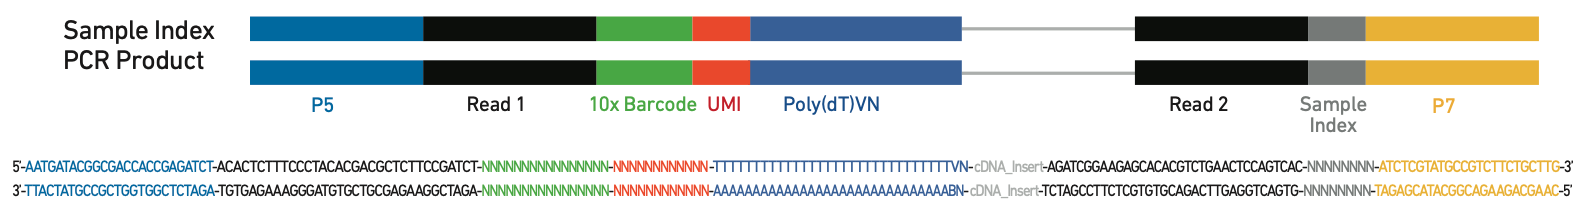 Sample Index
PCR Product
P5 Read 1 10x Barcode UMI Poly(dT)VN Read 2 Sample Index P7
5'-AATGATACGGCGACCACCGAGATCT-ACACTCTTTCCCTACACGACGCTCTTCCGATCT-NNNNNNNNNNNNNNNN-NNNNNNNNNNNN-TTTTTTTTTTTTTTTTTTTTTTTTTTTTTTVN-cDNA_Insert-AGATCGGAAGAGCACACGTCTGAACTCCAGTCAC-NNNNNNNN-ATCTCGTATGCCGTCTTCTGCTTG-3'
3'-TTACTATGCCGCTGGTGGCTCTAGA-TGTGAGAAAGGGATGTGCTGCGAGAAGGCTAGA-NNNNNNNNNNNNNNNN-NNNNNNNNNNNN-AAAAAAAAAAAAAAAAAAAAAAAAAAAAAABN-cDNA_Insert-TCTAGCCTTCTCGTGTGCAGACTTGAGGTCAGTG-NNNNNNNN-TAGAGCATACGGCAGAAGACGAAC-5'